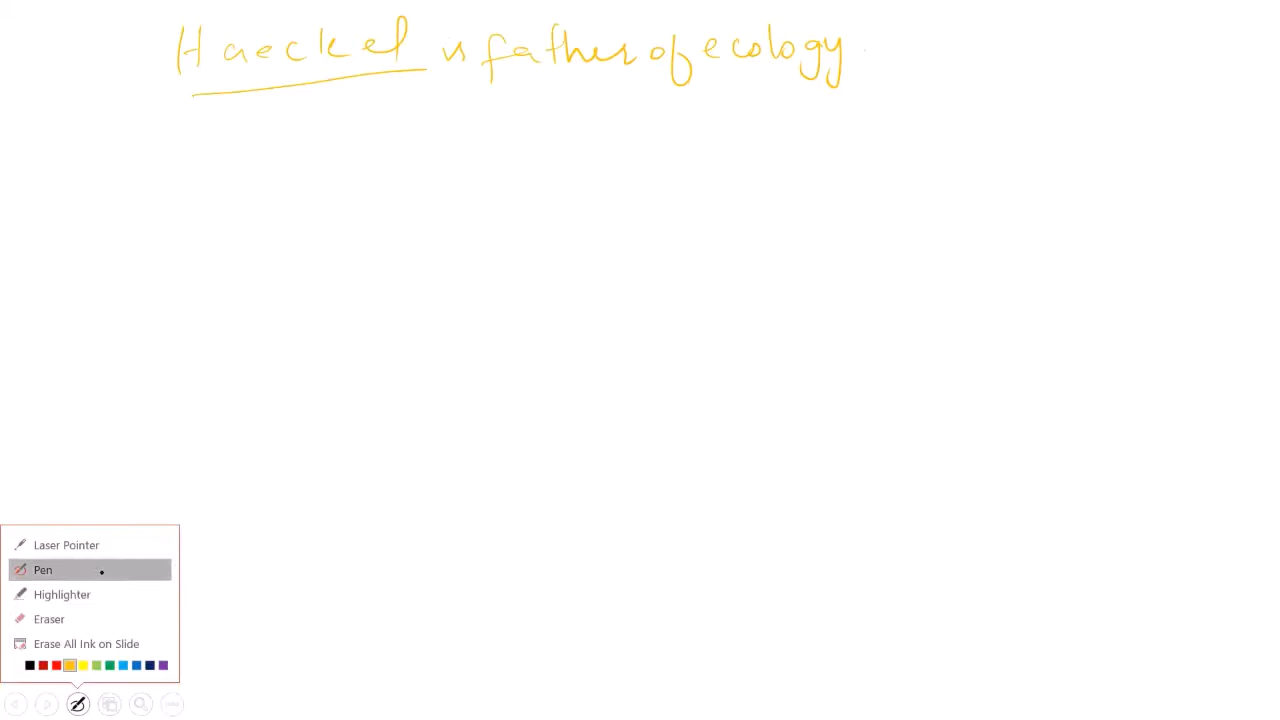 Haeckel is father of ecology
Laser Pointer
Pen
Highlighter
Eraser
Erase All Ink on Slide